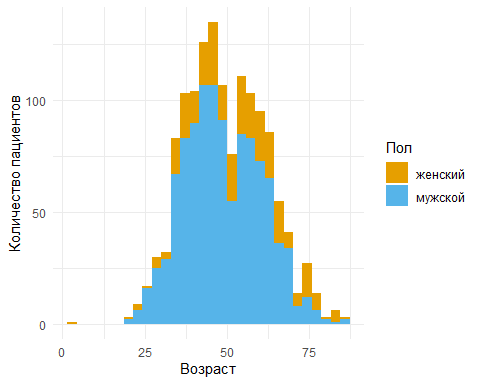 Количество пациентов
100
50
0
0
25
50
75
Возраст
Пол
женский
мужской